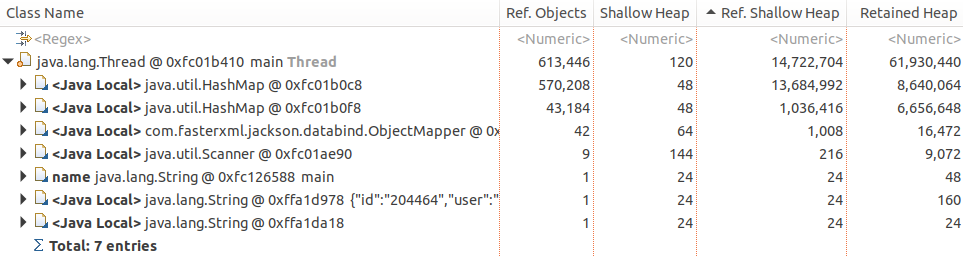 Class Name Ref. Objects Shallow Heap Ref. Shallow Heap Retained Heap
<Regex> <Numeric> <Numeric> <Numeric> <Numeric>
java.lang.Thread @ 0xfc01b410 main Thread 613,446 120 14,722,704 61,930,440
<Java Local> java.util.HashMap @ 0xfc01b0c8 570,208 48 13,684,992 8,640,064
<Java Local> java.util.HashMap @ 0xfc01b0f8 43,184 48 1,036,416 6,656,648
<Java Local> com.fasterxml.jackson.databind.ObjectMapper @ 0x 42 64 1,008 16,472
<Java Local> java.util.Scanner @ 0xfc01ae90 9 144 216 9,072
name java.lang.String @ 0xfc126588 main 1 24 24 48
<Java Local> java.lang.String @ 0xffa1d978 {"id":"204464","user":" 1 24 24 160
<Java Local> java.lang.String @ 0xffa1da18 1 24 24 24
Σ Total: 7 entries